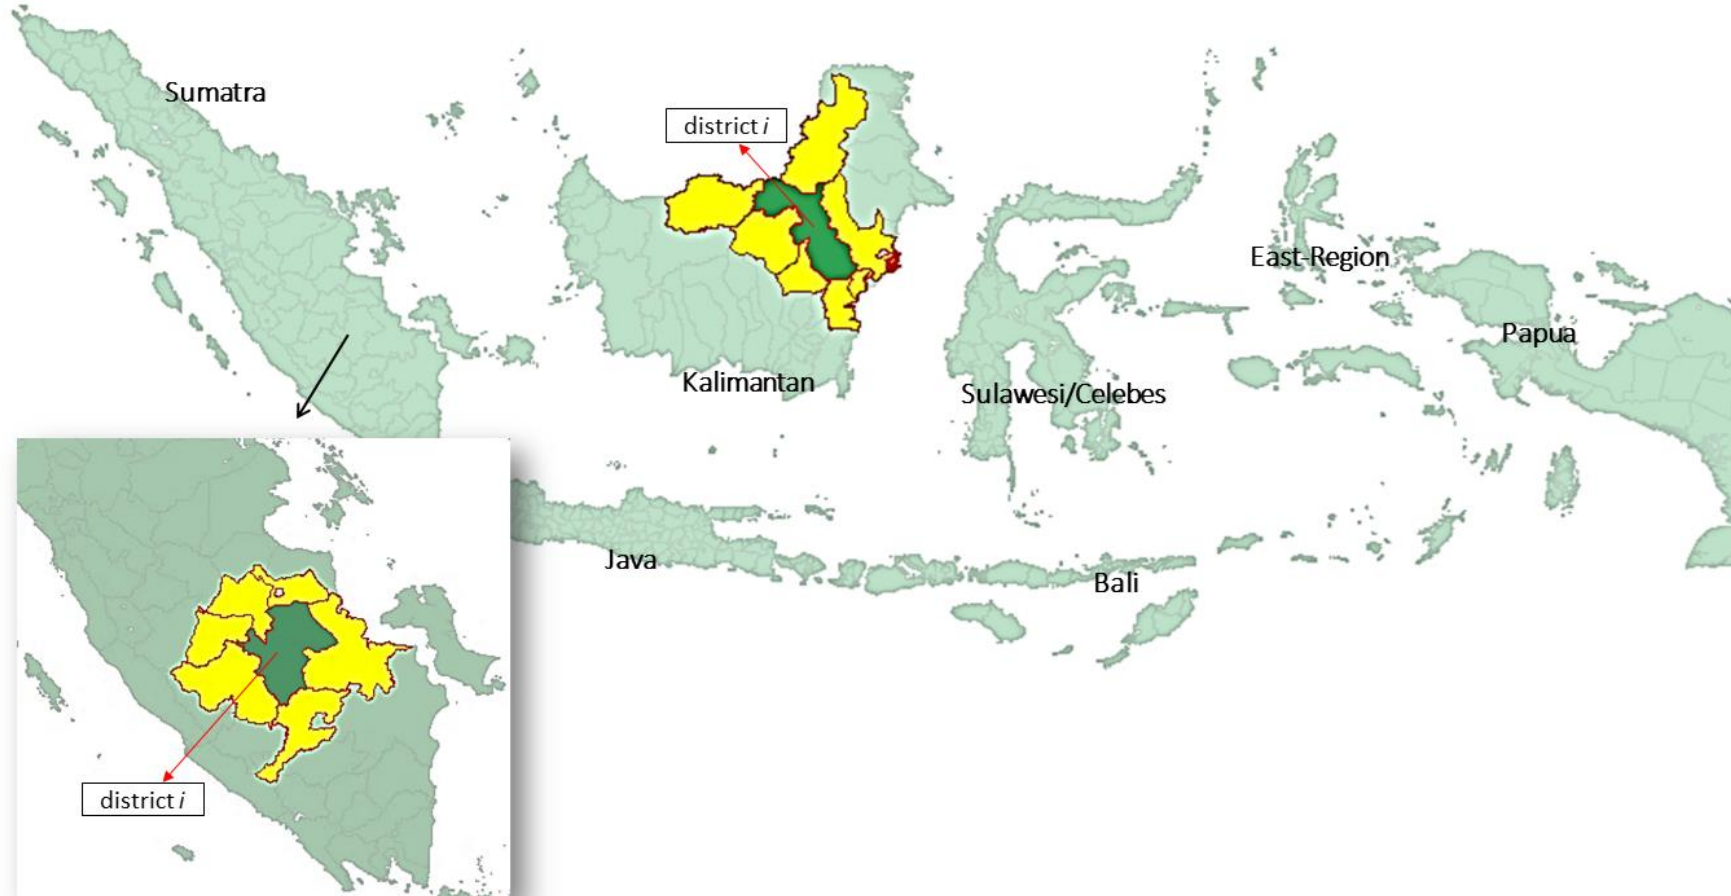 Sumatra
district i
East-Region
Papua
Kalimantan
Sulawesi/Celebes
Java
Bali
district i